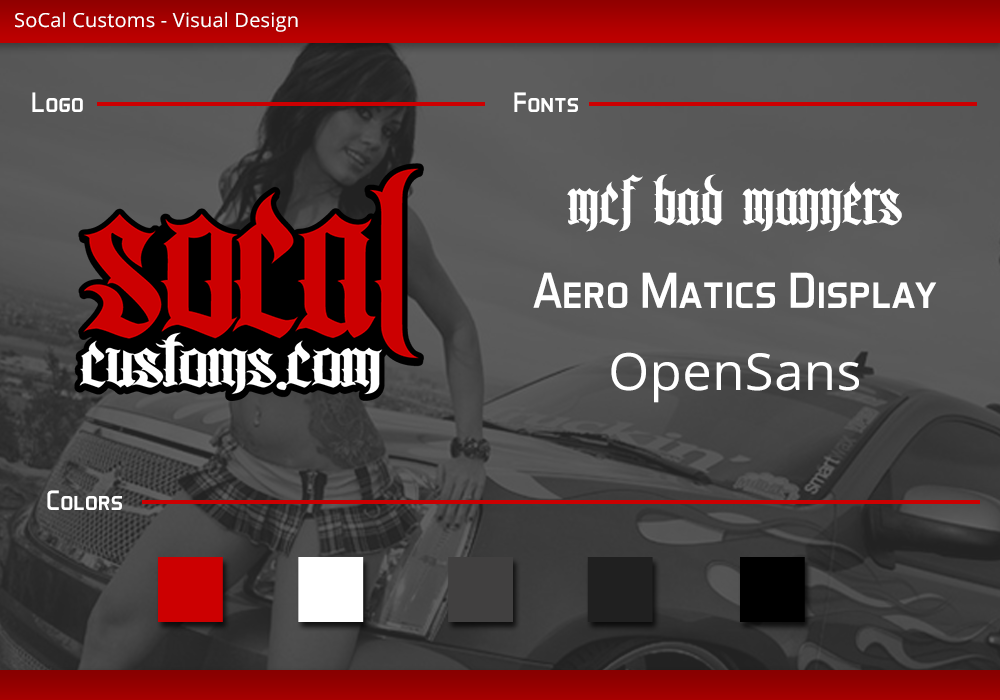 SoCal Customs - Visual Design
Logo
Fonts
socal
customs.com
mcf bad manners
Aero Matics Display
OpenSans
Colors